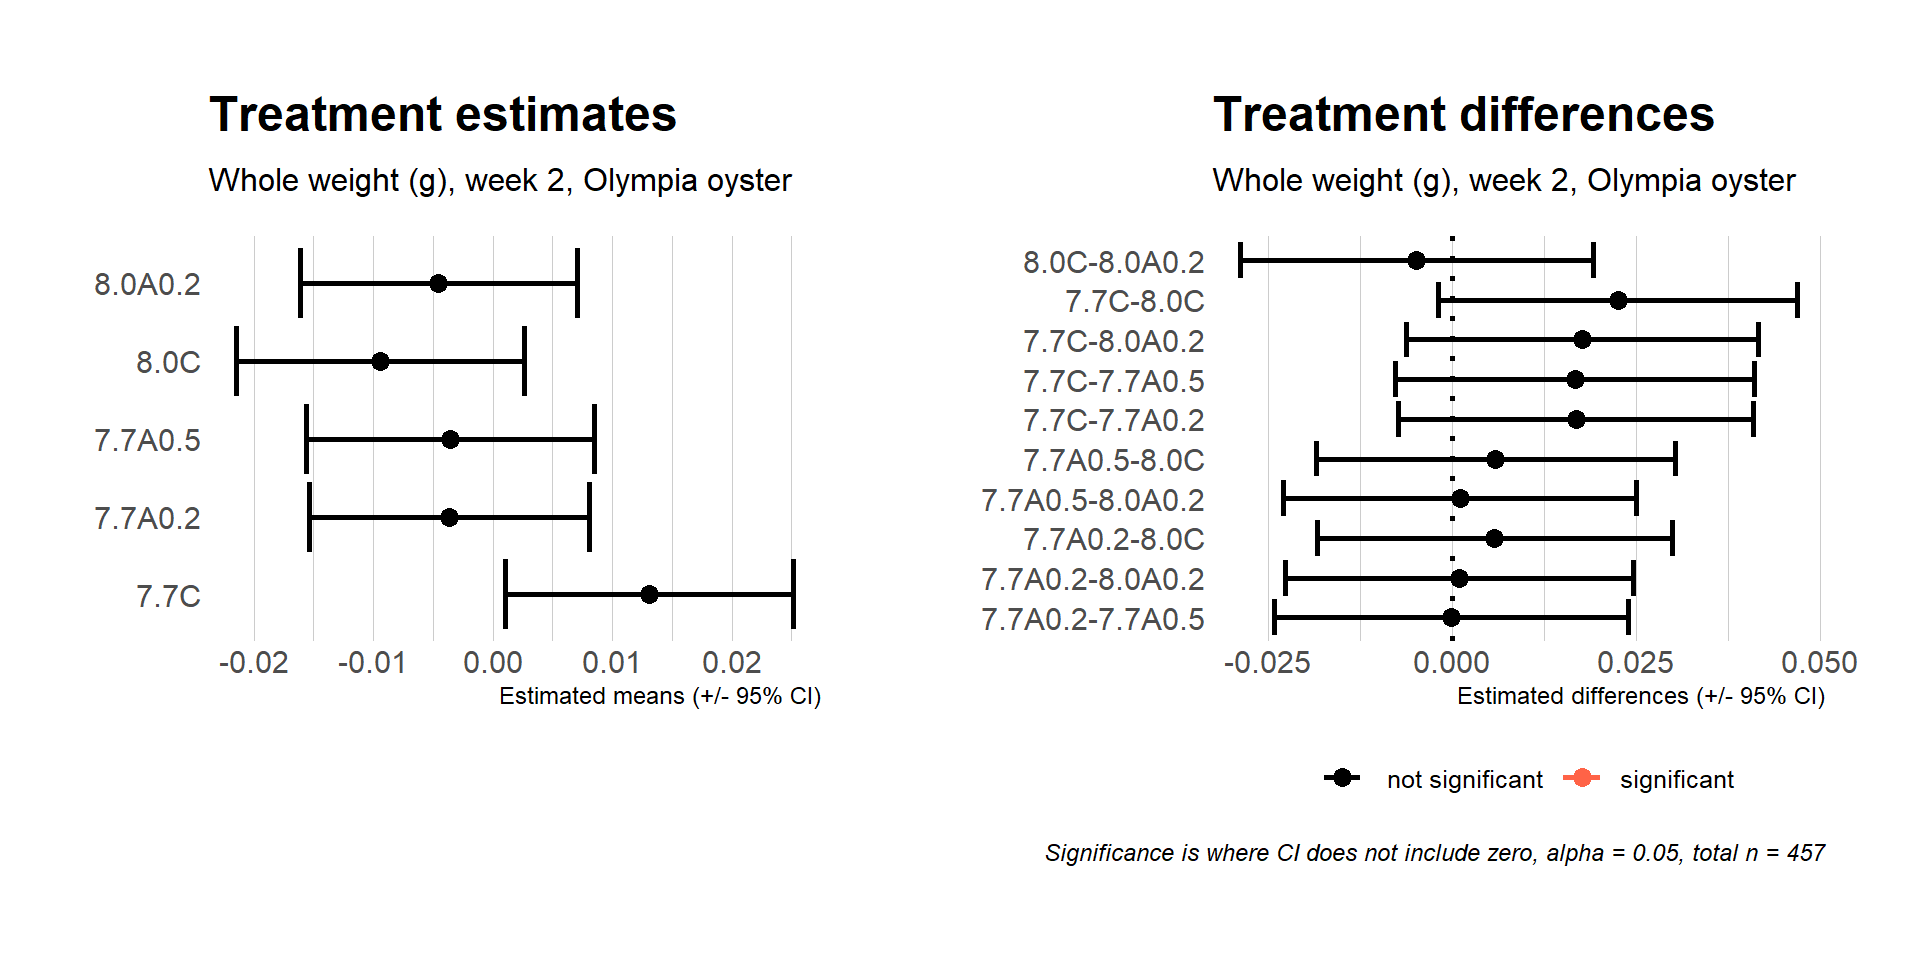 Treatment estimates
Whole weight (g), week 2, Olympia oyster
8.0A0.2
8.0C
7.7A0.5
7.7A0.2
7.7C
-0.02 -0.01 0.00 0.01 0.02
Estimated means (+/- 95% CI)
Treatment differences
Whole weight (g), week 2, Olympia oyster
8.0C-8.0A0.2
7.7C-8.0C
7.7C-8.0A0.2
7.7C-7.7A0.5
7.7C-7.7A0.2
7.7A0.5-8.0C
7.7A0.5-8.0A0.2
7.7A0.2-8.0C
7.7A0.2-8.0A0.2
7.7A0.2-7.7A0.5
-0.025 0.000 0.025 0.050
Estimated differences (+/- 95% CI)
not significant significant
Significance is where CI does not include zero, alpha = 0.05, total n = 457